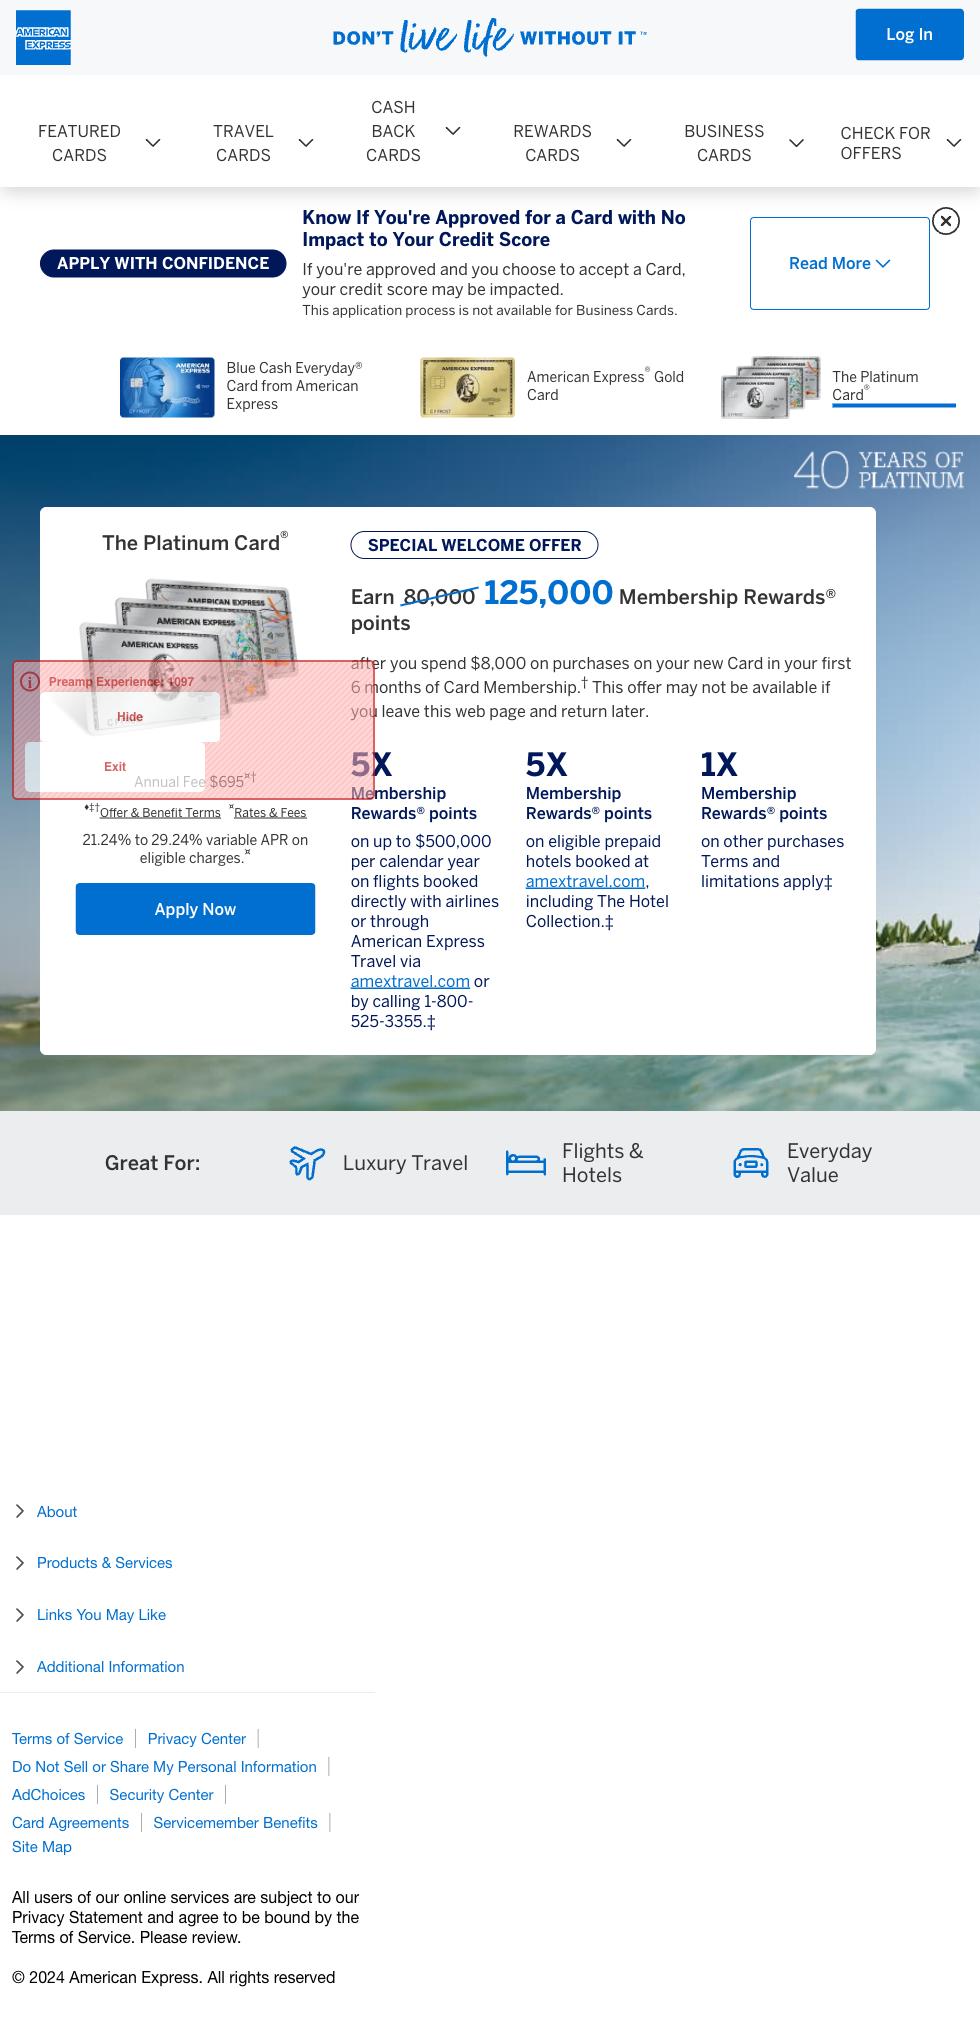 AMERICAN
EXPRESS
DON'T live life WITHOUT IT™
Log In
FEATURED
CARDS
TRAVEL
CARDS
CASH
BACK
CARDS
REWARDS
CARDS
BUSINESS
CARDS
CHECK FOR
OFFERS
APPLY WITH CONFIDENCE
Know If You're Approved for a Card with No
Impact to Your Credit Score
If you're approved and you choose to accept a Card,
your credit score may be impacted.
This application process is not available for Business Cards.
Read More
Blue Cash Everyday®
Card from American
Express
American Express® Gold
Card
The Platinum
Card®
40 YEARS OF
PLATINUM
The Platinum Card®
AMERICAN EXPRESS
AMERICAN EXPRESS
AMERICAN EXPRESS
Preamp Experience: 1097
Hide
Exit
Annual Fee $695¤†
♦‡†Offer & Benefit Terms ¤Rates & Fees
21.24% to 29.24% variable APR on
eligible charges.¤
Apply Now
SPECIAL WELCOME OFFER
Earn 80,000 125,000 Membership Rewards®
points
after you spend $8,000 on purchases on your new Card in your first
6 months of Card Membership.† This offer may not be available if
you leave this web page and return later.
5X
Membership
Rewards® points
on up to $500,000
per calendar year
on flights booked
directly with airlines
or through
American Express
Travel via
amextravel.com or
by calling 1-800-
525-3355.‡
5X
Membership
Rewards® points
on eligible prepaid
hotels booked at
amextravel.com,
including The Hotel
Collection.‡
1X
Membership
Rewards® points
on other purchases
Terms and
limitations apply‡
Great For:
Luxury Travel
Flights &
Hotels
Everyday
Value
About
Products & Services
Links You May Like
Additional Information
Terms of Service
Privacy Center
Do Not Sell or Share My Personal Information
AdChoices
Security Center
Card Agreements
Servicemember Benefits
Site Map
All users of our online services are subject to our
Privacy Statement and agree to be bound by the
Terms of Service. Please review.
© 2024 American Express. All rights reserved